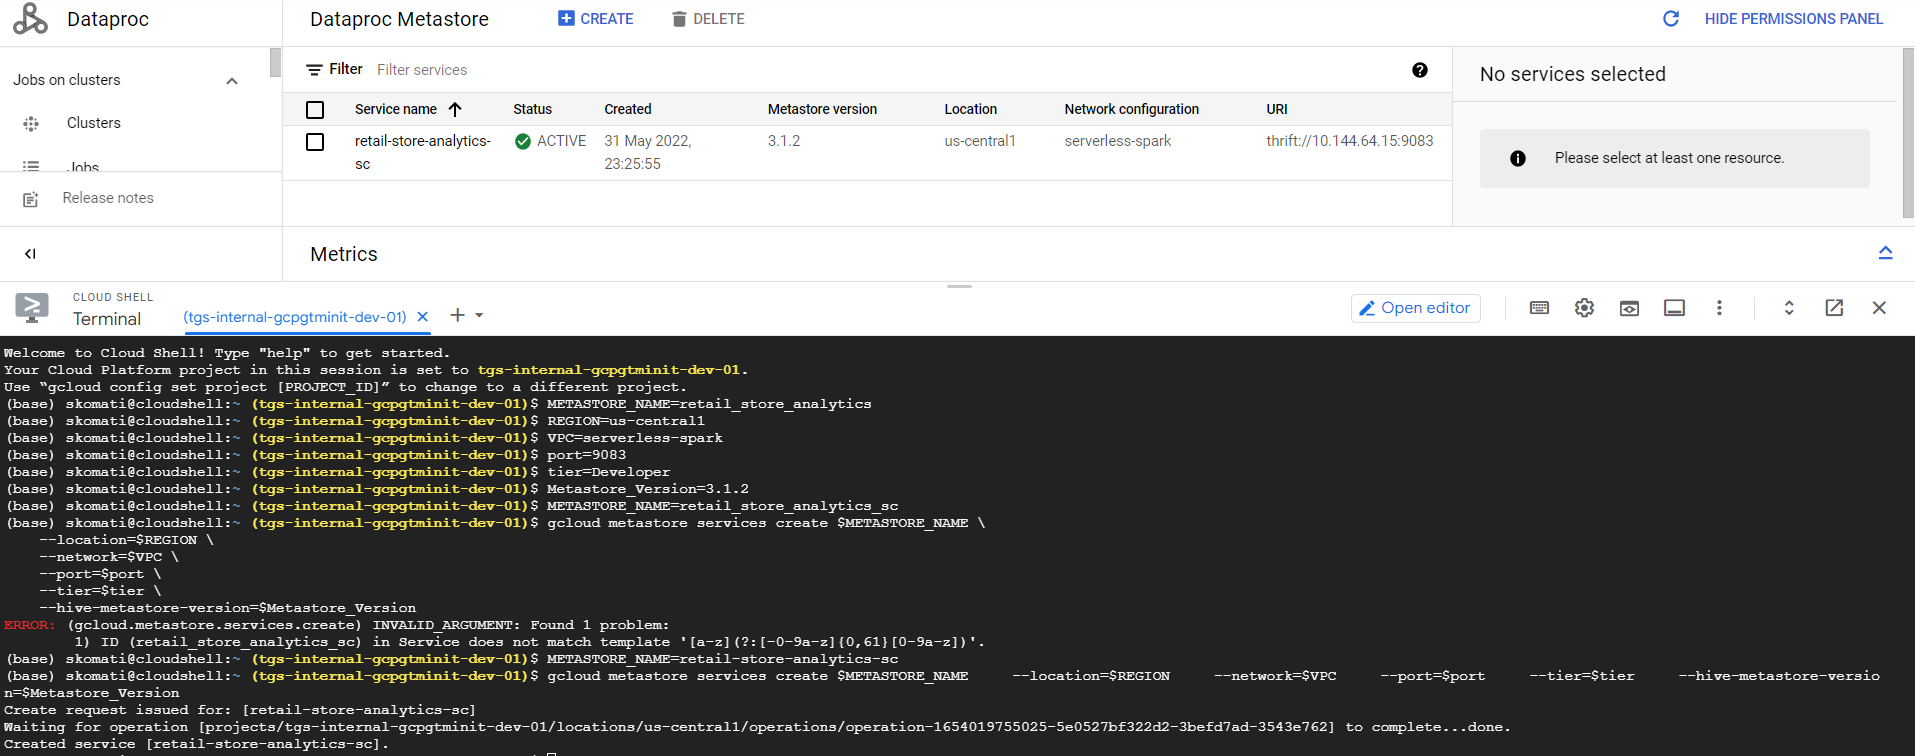 Dataproc
Dataproc Metastore
CREATE
DELETE
HIDE PERMISSIONS PANEL
Jobs on clusters
Clusters
Jobs
Release notes
Filter Filter services
Service name Status Created Metastore version Location Network configuration URI
retail-store-analytics-
sc
ACTIVE
31 May 2022,
23:25:55
3.1.2
us-central1
serverless-spark
thrift://10.144.64.15:9083
No services selected
Please select at least one resource.
Metrics
CLOUD SHELL
Terminal
(tgs-internal-gcpgtminit-dev-01)
Open editor
Welcome to Cloud Shell! Type "help" to get started.
Your Cloud Platform project in this session is set to tgs-internal-gcpgtminit-dev-01.
Use “gcloud config set project [PROJECT_ID]” to change to a different project.
(base) skomati@cloudshell:~ (tgs-internal-gcpgtminit-dev-01)$ METASTORE_NAME=retail_store_analytics
(base) skomati@cloudshell:~ (tgs-internal-gcpgtminit-dev-01)$ REGION=us-central1
(base) skomati@cloudshell:~ (tgs-internal-gcpgtminit-dev-01)$ VPC=serverless-spark
(base) skomati@cloudshell:~ (tgs-internal-gcpgtminit-dev-01)$ port=9083
(base) skomati@cloudshell:~ (tgs-internal-gcpgtminit-dev-01)$ tier=Developer
(base) skomati@cloudshell:~ (tgs-internal-gcpgtminit-dev-01)$ Metastore_Version=3.1.2
(base) skomati@cloudshell:~ (tgs-internal-gcpgtminit-dev-01)$ METASTORE_NAME=retail_store_analytics_sc
(base) skomati@cloudshell:~ (tgs-internal-gcpgtminit-dev-01)$ gcloud metastore services create $METASTORE_NAME \
--location=$REGION \
--network=$VPC \
--port=$port \
--tier=$tier \
--hive-metastore-version=$Metastore_Version
ERROR: (gcloud.metastore.services.create) INVALID_ARGUMENT: Found 1 problem:
1) ID (retail_store_analytics_sc) in Service does not match template '[a-z](?:[-0-9a-z]{0,61}[0-9a-z])'.
(base) skomati@cloudshell:~ (tgs-internal-gcpgtminit-dev-01)$ METASTORE_NAME=retail-store-analytics-sc
(base) skomati@cloudshell:~ (tgs-internal-gcpgtminit-dev-01)$ gcloud metastore services create $METASTORE_NAME --location=$REGION --network=$VPC --port=$port --tier=$tier --hive-metastore-versio
n=$Metastore_Version
Create request issued for: [retail-store-analytics-sc]
Waiting for operation [projects/tgs-internal-gcpgtminit-dev-01/locations/us-central1/operations/operation-1654019755025-5e0527bf322d2-3befd7ad-3543e762] to complete...done.
Created service [retail-store-analytics-sc].